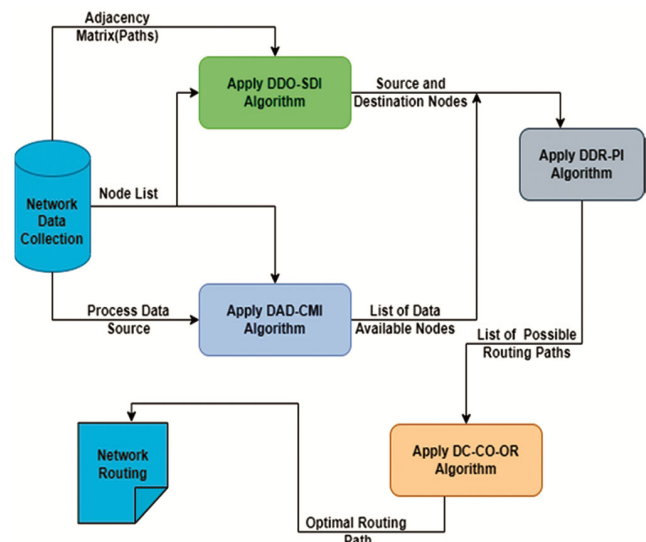 Adjacency
Matrix(Paths)
Apply DDO-SDI
Algorithm
Source and
Destination Nodes
Apply DDR-PI
Algorithm
Network
Data
Collection
Node List
Process Data
Source
Apply DAD-CMI
Algorithm
List of Data
Available Nodes
List of Possible
Routing Paths
Apply DC-CO-OR
Algorithm
Network
Routing
Optimal Routing
Path